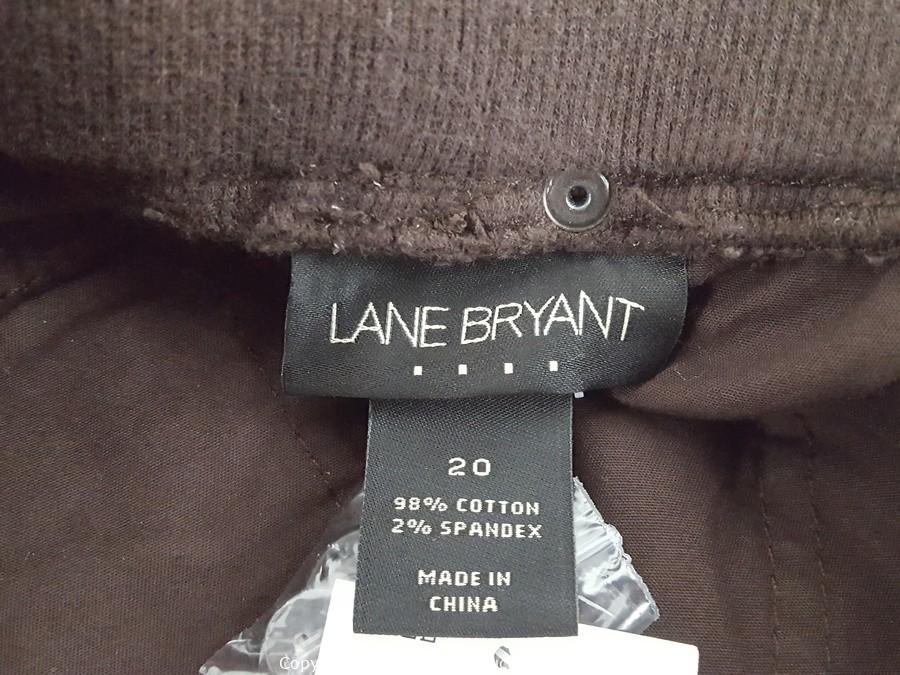 LANE BRYANT
20
98% COTTON
2% SPANDEX
MADE IN
CHINA